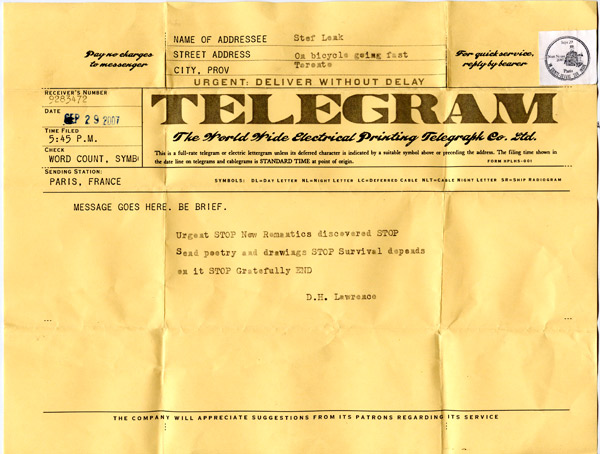 NAME OF ADDRESSEE Stef Lenk
Pay no charges to messenger
STREET ADDRESS On bicycle going fast
CITY, PROV Toronto
For quick service, reply by bearer
URGENT: DELIVER WITHOUT DELAY
RECEIVER'S NUMBER
9283472
DATE
SEP 29 2007
TIME FILED
5:45 P.M.
CHECK
WORD COUNT, SYMB
SENDING STATION:
PARIS, FRANCE
TELEGRAM
The World Wide Electrical Printing Telegraph Co. Ltd.
This is a full-rate telegram or electric lettergram unless its deferred character is indicated by a suitable symbol above or preceding the address. The filing time shown in
the date line on telegrams and cablegrams is STANDARD TIME at point of origin. FORM HPLHS-001
SYMBOLS: DL=DAY LETTER NL=NIGHT LETTER LC=DEFERRED CABLE NLT=CABLE NIGHT LETTER SR=SHIP RADIOGRAM
MESSAGE GOES HERE. BE BRIEF.
Urgent STOP New Romantics discovered STOP
Send poetry and drawings STOP Survival depends
on it STOP Gratefully END
D.H. Lawrence
THE COMPANY WILL APPRECIATE SUGGESTIONS FROM ITS PATRONS REGARDING ITS SERVICE